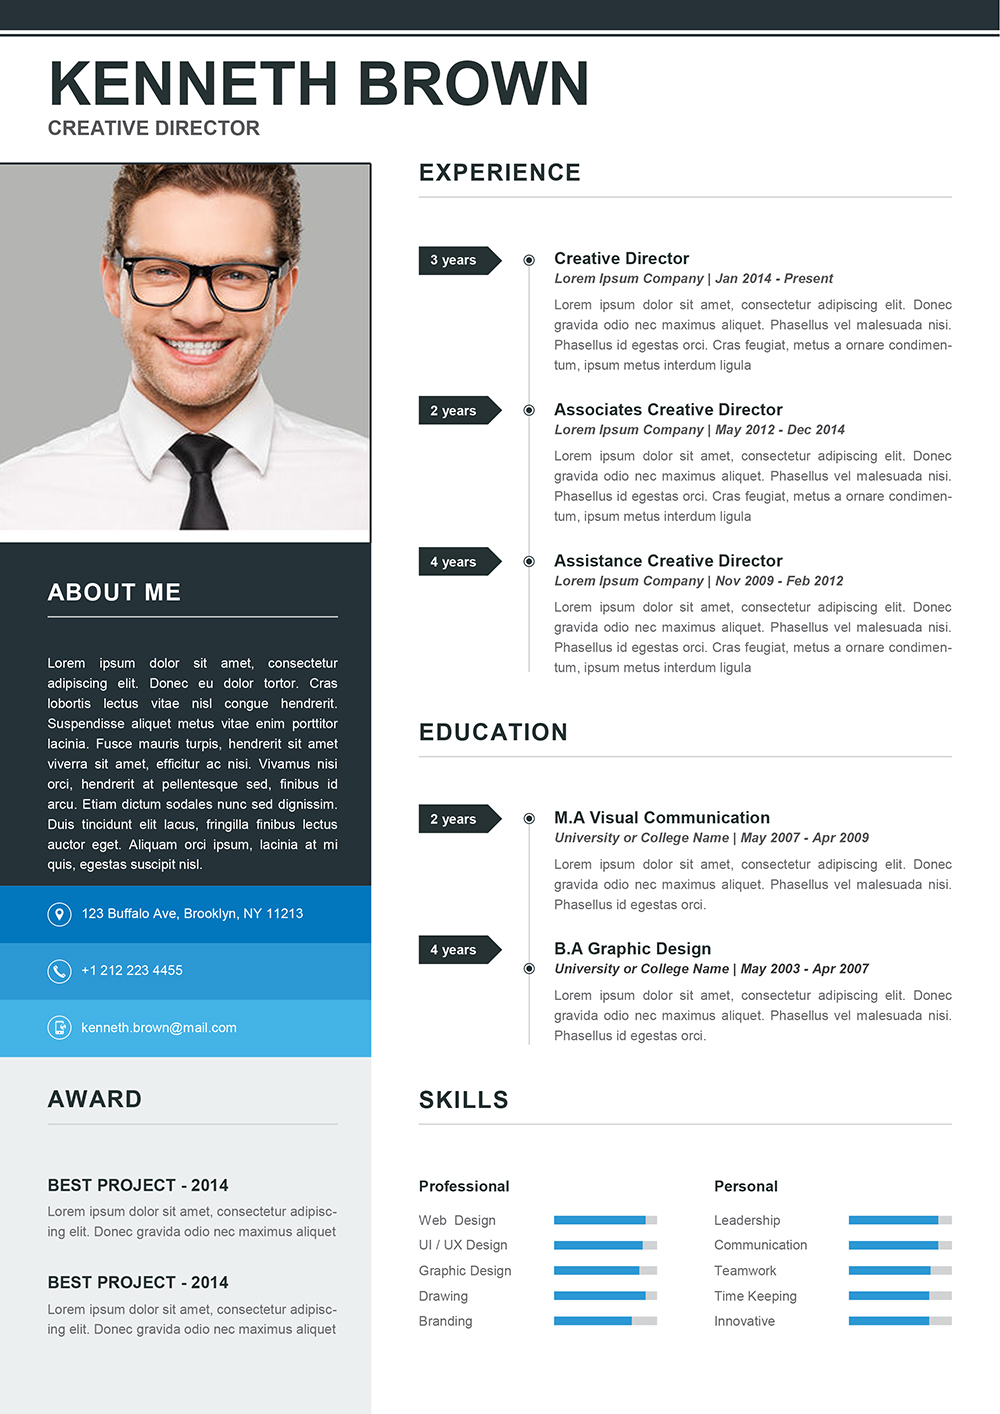 KENNETH BROWN
CREATIVE DIRECTOR
ABOUT ME
Lorem ipsum dolor sit amet, consectetur
adipiscing elit. Donec eu dolor tortor. Cras
lobortis lectus vitae nisl congue hendrerit.
Suspendisse aliquet metus vitae enim porttitor
lacinia. Fusce mauris turpis, hendrerit sit amet
viverra sit amet, efficitur ac nisi. Vivamus nisi
orci, hendrerit at pellentesque sed, finibus id
arcu. Etiam dictum sodales nunc sed dignissim.
Duis tincidunt elit lacus, fringilla finibus lectus
auctor eget. Aliquam orci ipsum, lacinia at mi
quis, egestas suscipit nisl.
123 Buffalo Ave, Brooklyn, NY 11213
+1 212 223 4455
kenneth.brown@mail.com
AWARD
BEST PROJECT - 2014
Lorem ipsum dolor sit amet, consectetur adipisc-
ing elit. Donec gravida odio nec maximus aliquet
BEST PROJECT - 2014
Lorem ipsum dolor sit amet, consectetur adipisc-
ing elit. Donec gravida odio nec maximus aliquet
EXPERIENCE
3 years
Creative Director
Lorem Ipsum Company | Jan 2014 - Present
Lorem ipsum dolor sit amet, consectetur adipiscing elit. Donec
gravida odio nec maximus aliquet. Phasellus vel malesuada nisi.
Phasellus id egestas orci. Cras feugiat, metus a ornare condimen-
tum, ipsum metus interdum ligula
2 years
Associates Creative Director
Lorem Ipsum Company | May 2012 - Dec 2014
Lorem ipsum dolor sit amet, consectetur adipiscing elit. Donec
gravida odio nec maximus aliquet. Phasellus vel malesuada nisi.
Phasellus id egestas orci. Cras feugiat, metus a ornare condimen-
tum, ipsum metus interdum ligula
4 years
Assistance Creative Director
Lorem Ipsum Company | Nov 2009 - Feb 2012
Lorem ipsum dolor sit amet, consectetur adipiscing elit. Donec
gravida odio nec maximus aliquet. Phasellus vel malesuada nisi.
Phasellus id egestas orci. Cras feugiat, metus a ornare condimen-
tum, ipsum metus interdum ligula
EDUCATION
2 years
M.A Visual Communication
University or College Name | May 2007 - Apr 2009
Lorem ipsum dolor sit amet, consectetur adipiscing elit. Donec
gravida odio nec maximus aliquet. Phasellus vel malesuada nisi.
Phasellus id egestas orci.
4 years
B.A Graphic Design
University or College Name | May 2003 - Apr 2007
Lorem ipsum dolor sit amet, consectetur adipiscing elit. Donec
gravida odio nec maximus aliquet. Phasellus vel malesuada nisi.
Phasellus id egestas orci.
SKILLS
Professional
Web Design
UI / UX Design
Graphic Design
Drawing
Branding
Personal
Leadership
Communication
Teamwork
Time Keeping
Innovative